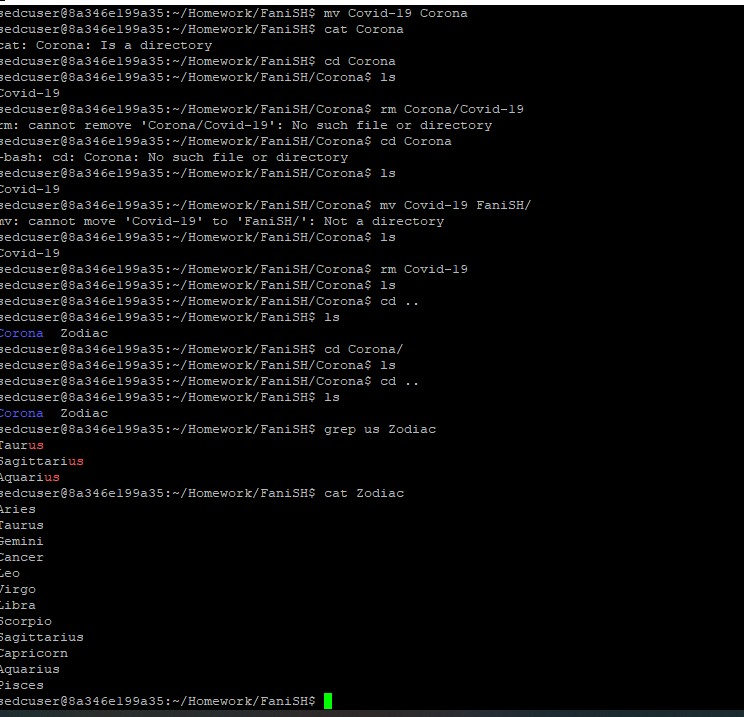 sedcuser@8a346e199a35:~/Homework/FaniSH$ mv Covid-19 Corona
sedcuser@8a346e199a35:~/Homework/FaniSH$ cat Corona
cat: Corona: Is a directory
sedcuser@8a346e199a35:~/Homework/FaniSH$ cd Corona
sedcuser@8a346e199a35:~/Homework/FaniSH/Corona$ ls
Covid-19
sedcuser@8a346e199a35:~/Homework/FaniSH/Corona$ rm Corona/Covid-19
rm: cannot remove 'Corona/Covid-19': No such file or directory
sedcuser@8a346e199a35:~/Homework/FaniSH/Corona$ cd Corona
-bash: cd: Corona: No such file or directory
sedcuser@8a346e199a35:~/Homework/FaniSH/Corona$ ls
Covid-19
sedcuser@8a346e199a35:~/Homework/FaniSH/Corona$ mv Covid-19 FaniSH/
mv: cannot move 'Covid-19' to 'FaniSH/': Not a directory
sedcuser@8a346e199a35:~/Homework/FaniSH/Corona$ ls
Covid-19
sedcuser@8a346e199a35:~/Homework/FaniSH/Corona$ rm Covid-19
sedcuser@8a346e199a35:~/Homework/FaniSH/Corona$ ls
sedcuser@8a346e199a35:~/Homework/FaniSH/Corona$ cd ..
sedcuser@8a346e199a35:~/Homework/FaniSH$ ls
Corona  Zodiac
sedcuser@8a346e199a35:~/Homework/FaniSH$ cd Corona/
sedcuser@8a346e199a35:~/Homework/FaniSH/Corona$ ls
sedcuser@8a346e199a35:~/Homework/FaniSH/Corona$ cd ..
sedcuser@8a346e199a35:~/Homework/FaniSH$ ls
Corona  Zodiac
sedcuser@8a346e199a35:~/Homework/FaniSH$ grep us Zodiac
Taurus
Sagittarius
Aquarius
sedcuser@8a346e199a35:~/Homework/FaniSH$ cat Zodiac
Aries
Taurus
Gemini
Cancer
Leo
Virgo
Libra
Scorpio
Sagittarius
Capricorn
Aquarius
Pisces
sedcuser@8a346e199a35:~/Homework/FaniSH$